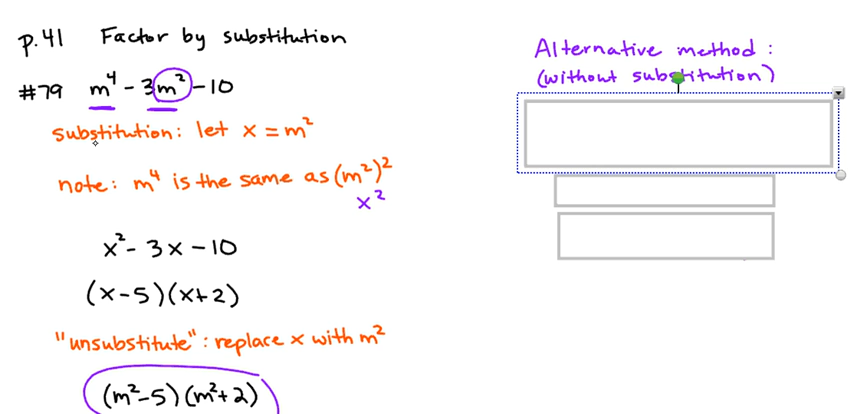 p.41 Factor by substitution
#79 m⁴ - 3m² - 10
substitution: let x = m²
note: m⁴ is the same as (m²)²
x²
x² - 3x - 10
(x-5)(x+2)
"unsubstitute": replace x with m²
(m²-5)(m²+2)
Alternative method:
(without substitution)